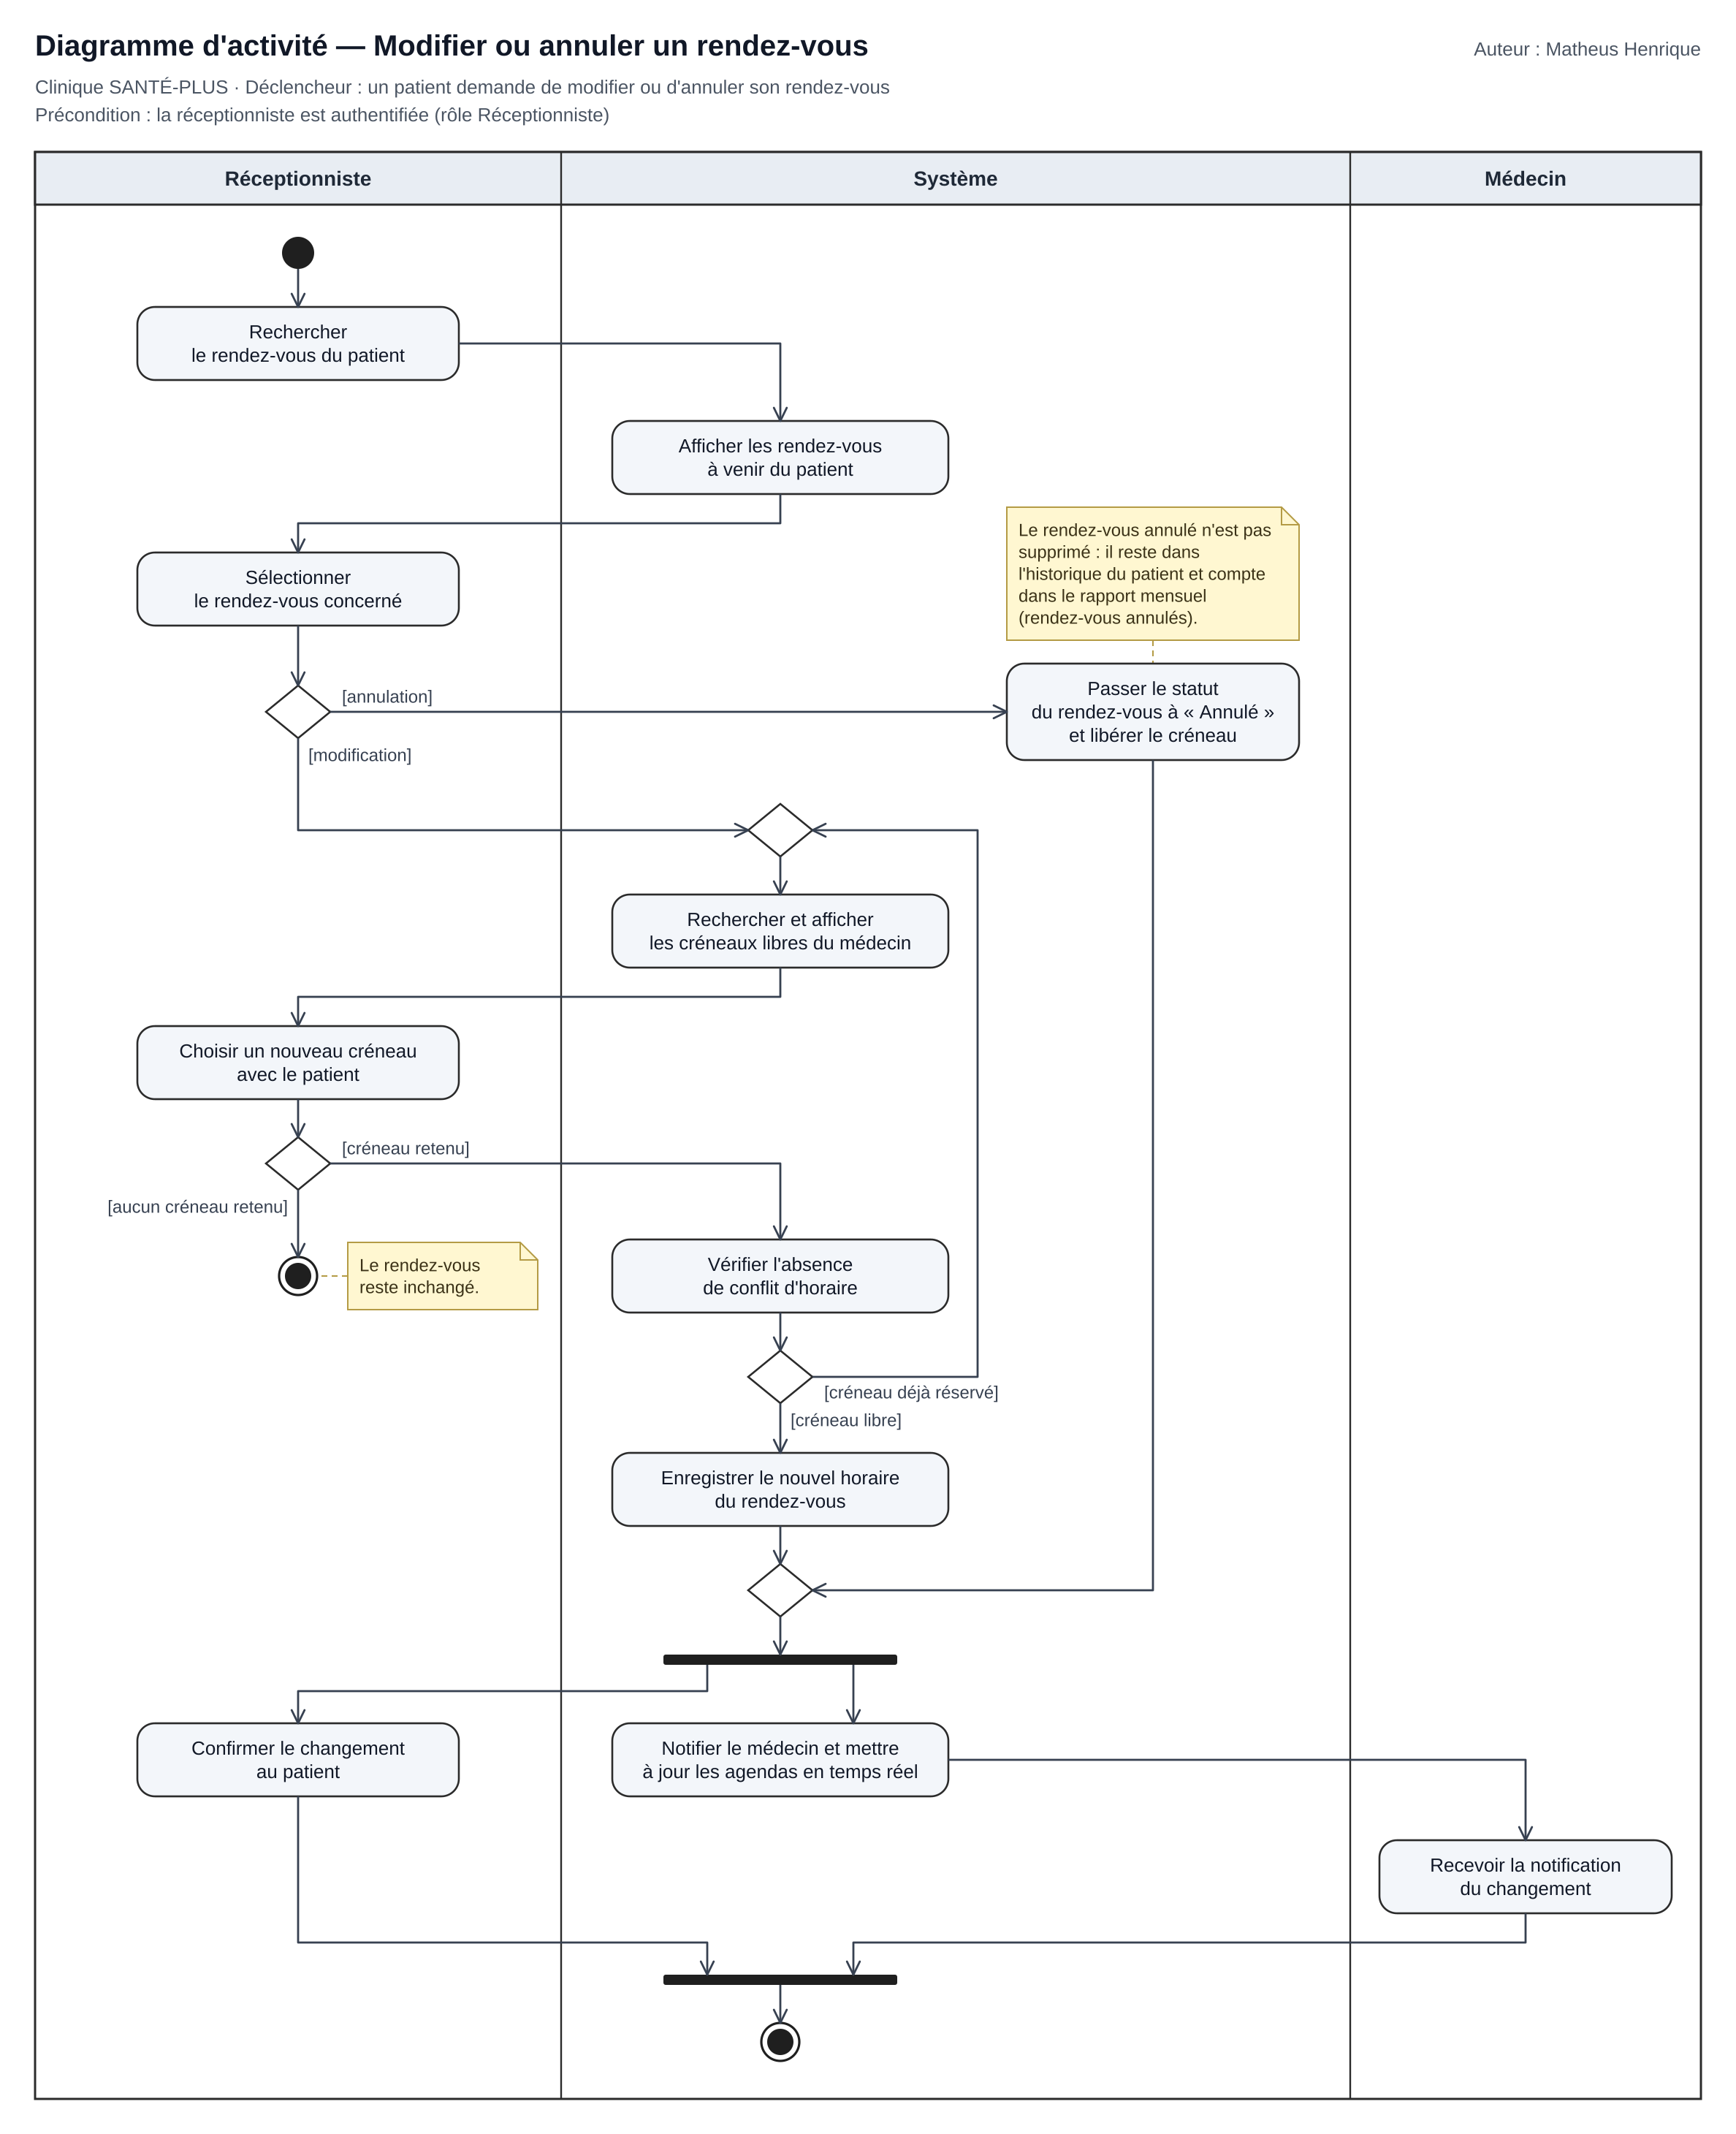 Diagramme d'activité — Modifier ou annuler un rendez-vous
Auteur : Matheus Henrique
Clinique SANTÉ-PLUS · Déclencheur : un patient demande de modifier ou d'annuler son rendez-vous
Précondition : la réceptionniste est authentifiée (rôle Réceptionniste)
Réceptionniste
Système
Médecin
Rechercher
le rendez-vous du patient
Afficher les rendez-vous
à venir du patient
Le rendez-vous annulé n'est pas
supprimé : il reste dans
l'historique du patient et compte
dans le rapport mensuel
(rendez-vous annulés).
Sélectionner
le rendez-vous concerné
[annulation]
Passer le statut
du rendez-vous à « Annulé »
et libérer le créneau
[modification]
Rechercher et afficher
les créneaux libres du médecin
Choisir un nouveau créneau
avec le patient
[créneau retenu]
[aucun créneau retenu]
Le rendez-vous
reste inchangé.
Vérifier l'absence
de conflit d'horaire
[créneau déjà réservé]
[créneau libre]
Enregistrer le nouvel horaire
du rendez-vous
Confirmer le changement
au patient
Notifier le médecin et mettre
à jour les agendas en temps réel
Recevoir la notification
du changement